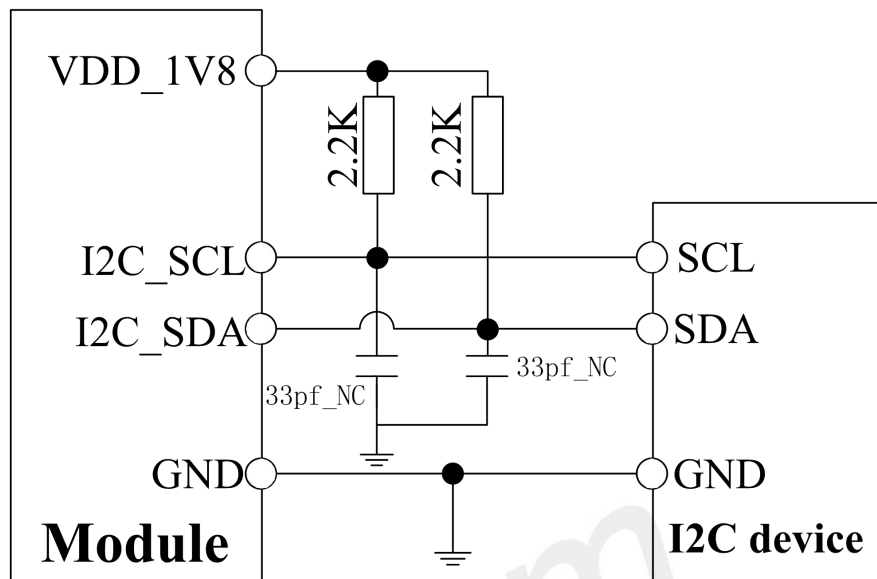 VDD_1V8
2.2K
2.2K
I2C_SCL
SCL
I2C_SDA
SDA
33pf_NC
33pf_NC
GND
GND
Module
I2C device